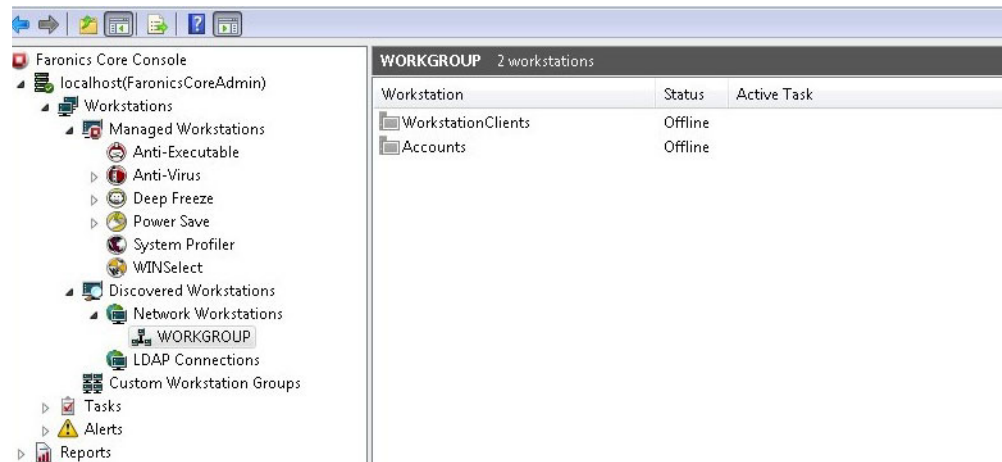 Faronics Core Console
localhost(FaronicsCoreAdmin)
Workstations
Managed Workstations
Anti-Executable
Anti-Virus
Deep Freeze
Power Save
System Profiler
WINSelect
Discovered Workstations
Network Workstations
WORKGROUP
LDAP Connections
Custom Workstation Groups
Tasks
Alerts
Reports
WORKGROUP 2 workstations
Workstation Status Active Task
WorkstationClients Offline
Accounts Offline